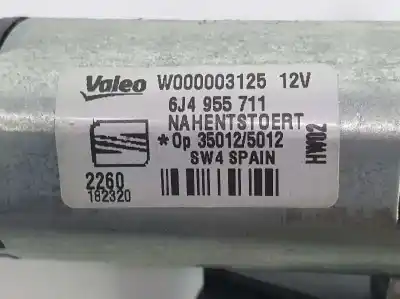 Valeo W000003125 12V
6J4 955 711
NAHENTSTOERT
*Op 35012/5012
SW4 SPAIN
HW02
2260
182320